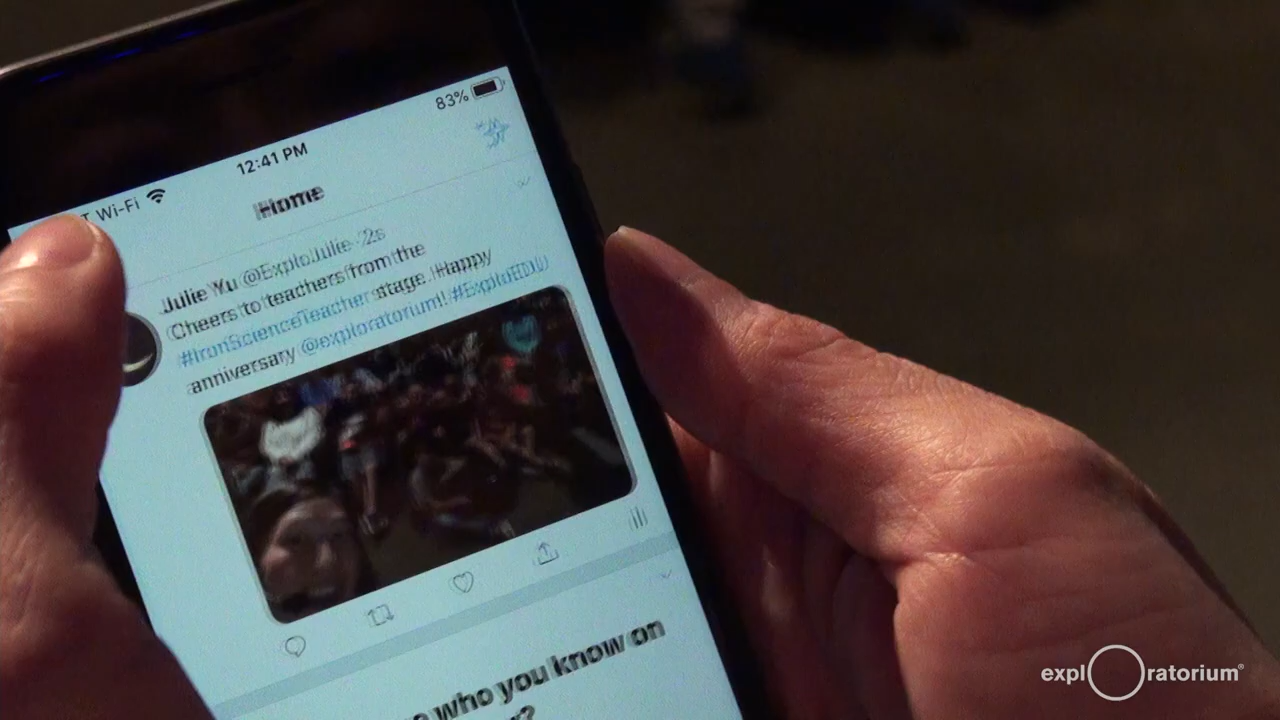 83%
12:41 PM
T Wi-Fi
Home
Julie Yu @ExploJulie · 2s
Cheers to teachers from the
#IronScienceTeacher stage. Happy
anniversary @exploratorium! #ExploEDU
who you know on
?
exploratorium®